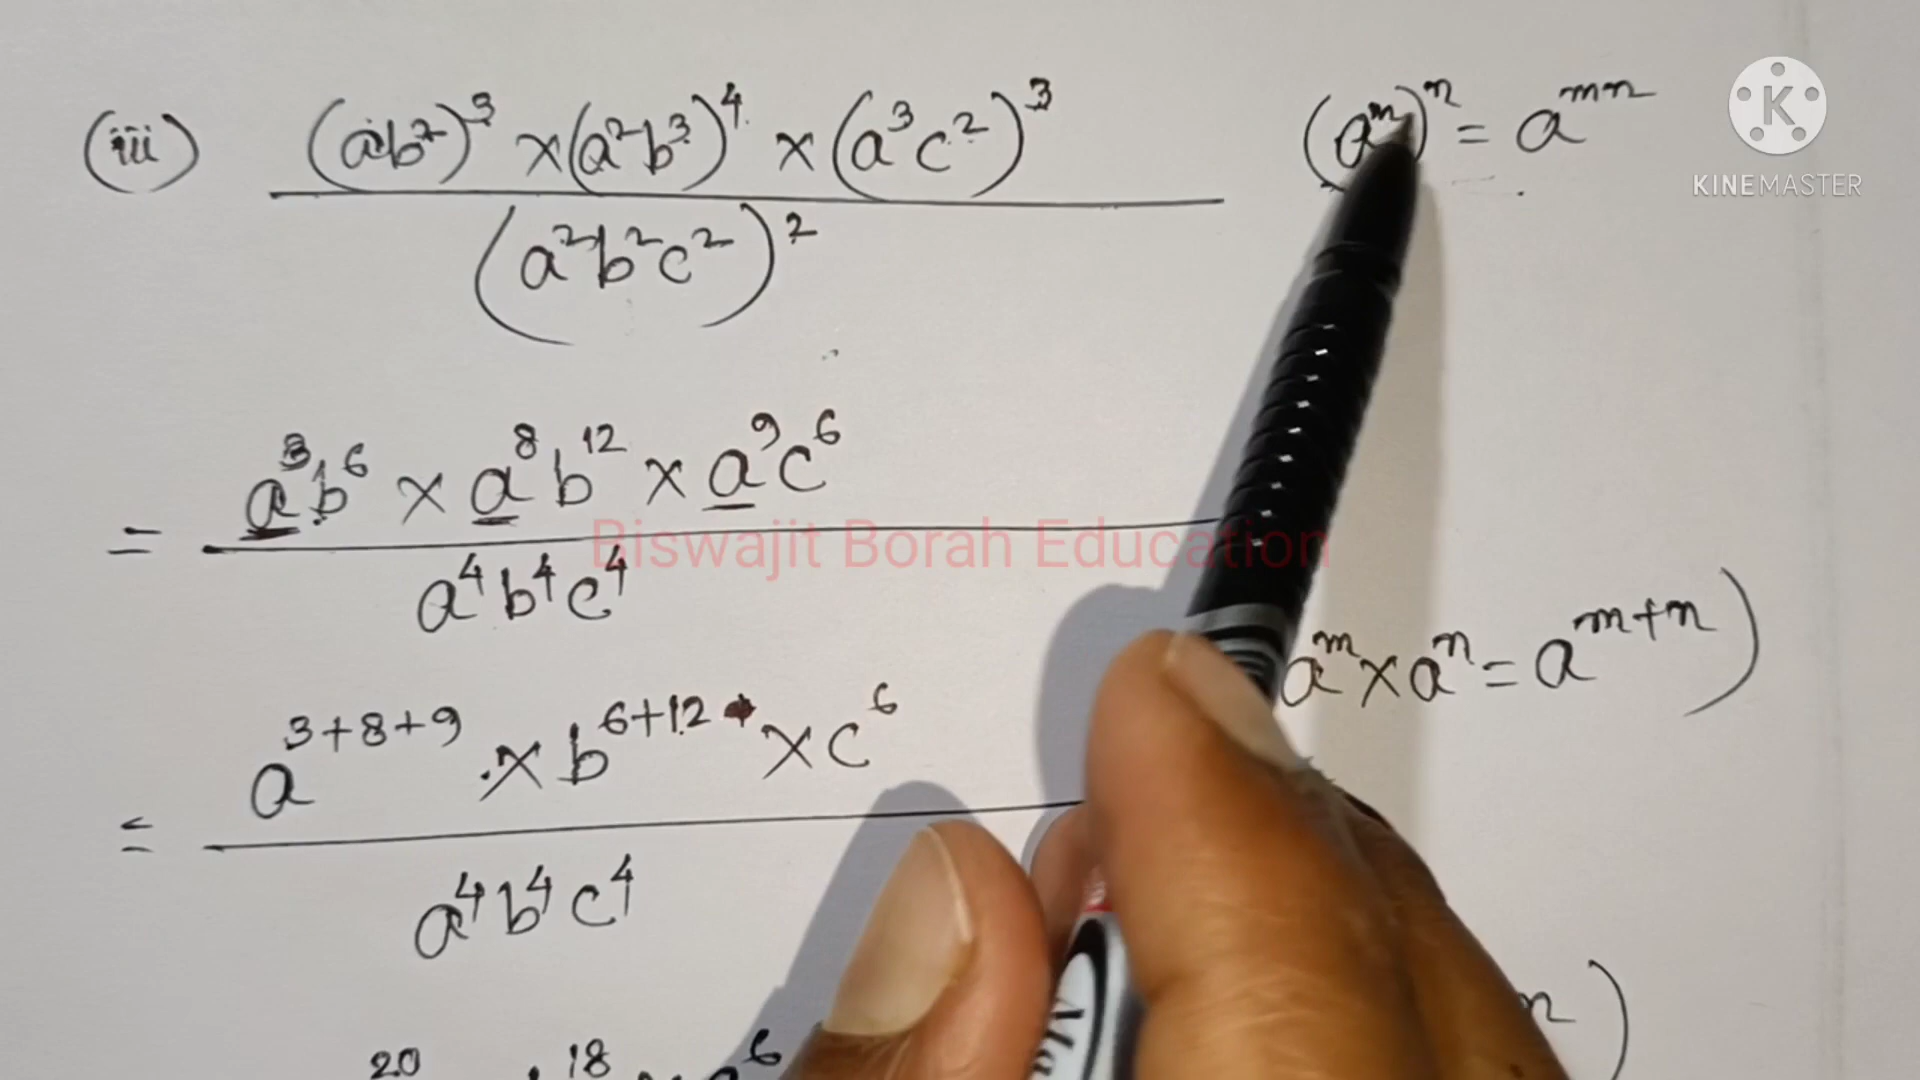 (iii) (ab²)³ × (a²b³)⁴ × (a³c²)³
(a²b²c²)²
(aᵐ)ⁿ = aᵐⁿ
KINEMASTER
= a³b⁶ × a⁸b¹² × a⁹c⁶
a⁴b⁴c⁴
Biswajit Borah Education
aᵐ × aⁿ = aᵐ⁺ⁿ)
= a³⁺⁸⁺⁹ × b⁶⁺¹² × c⁶
a⁴b⁴c⁴
n)
20 18 6